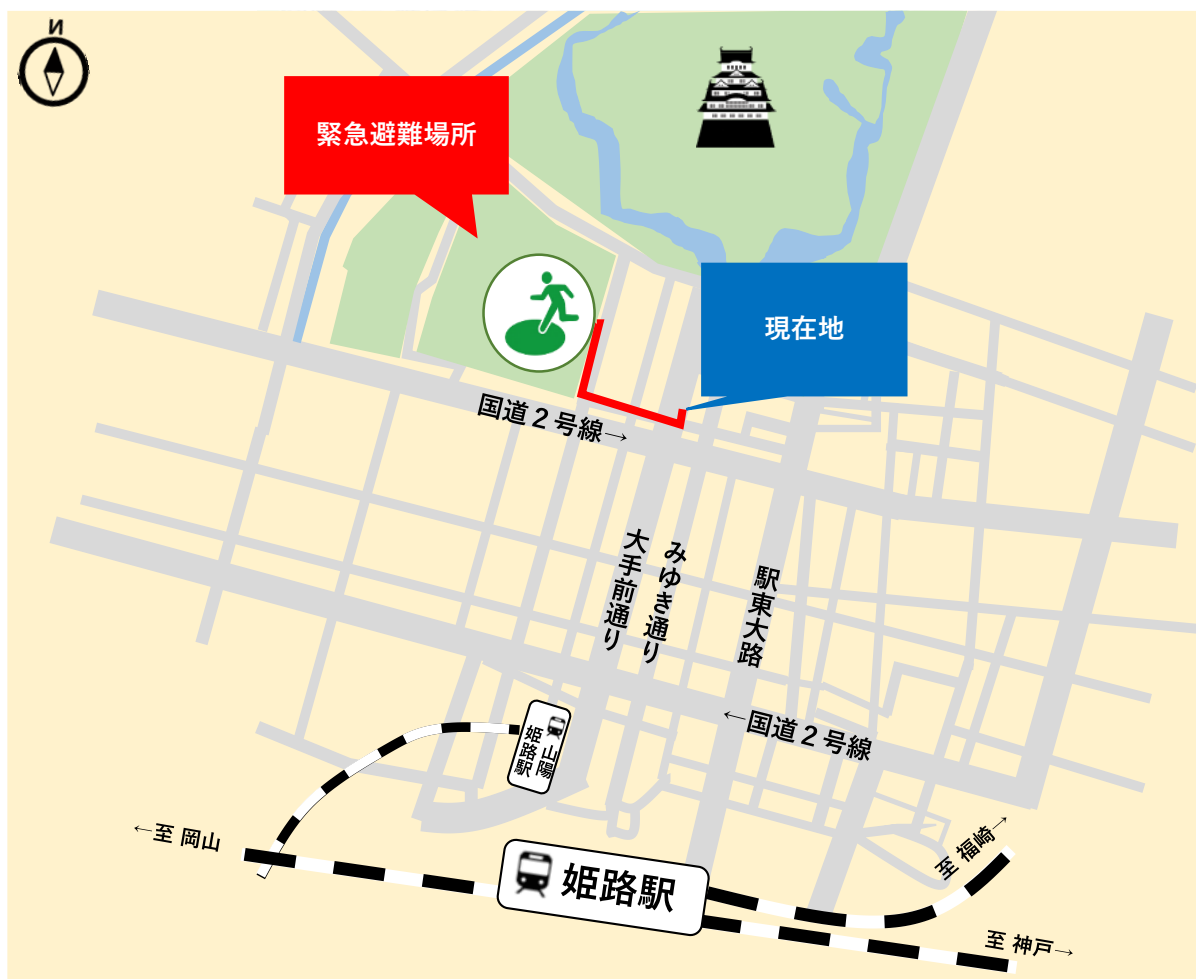 N
緊急避難場所
現在地
国道２号線→
大手前通り
みゆき通り
駅東大路
←国道２号線
山陽
姫路駅
←至 岡山
姫路駅
至 福崎→
至 神戸→